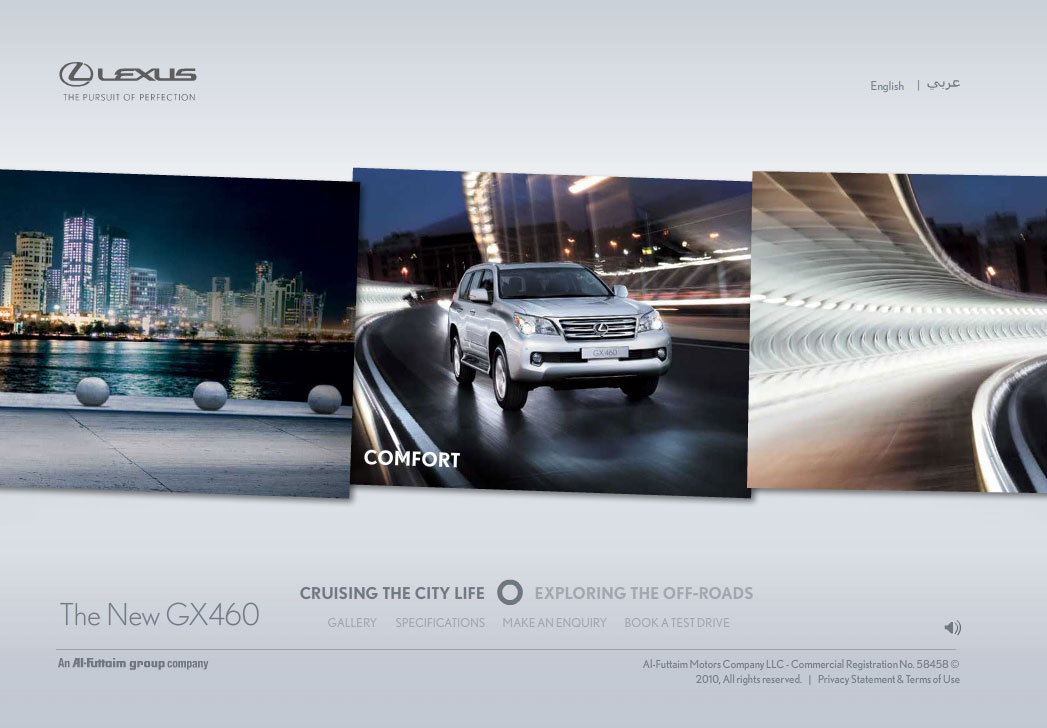 LEXUS
THE PURSUIT OF PERFECTION
English | عربي
GX 460
COMFORT
CRUISING THE CITY LIFE EXPLORING THE OFF-ROADS
The New GX460
GALLERY SPECIFICATIONS MAKE AN ENQUIRY BOOK A TEST DRIVE
An Al-Futtaim group company
Al-Futtaim Motors Company LLC - Commercial Registration No. 58458 ©
2010, All rights reserved. | Privacy Statement & Terms of Use